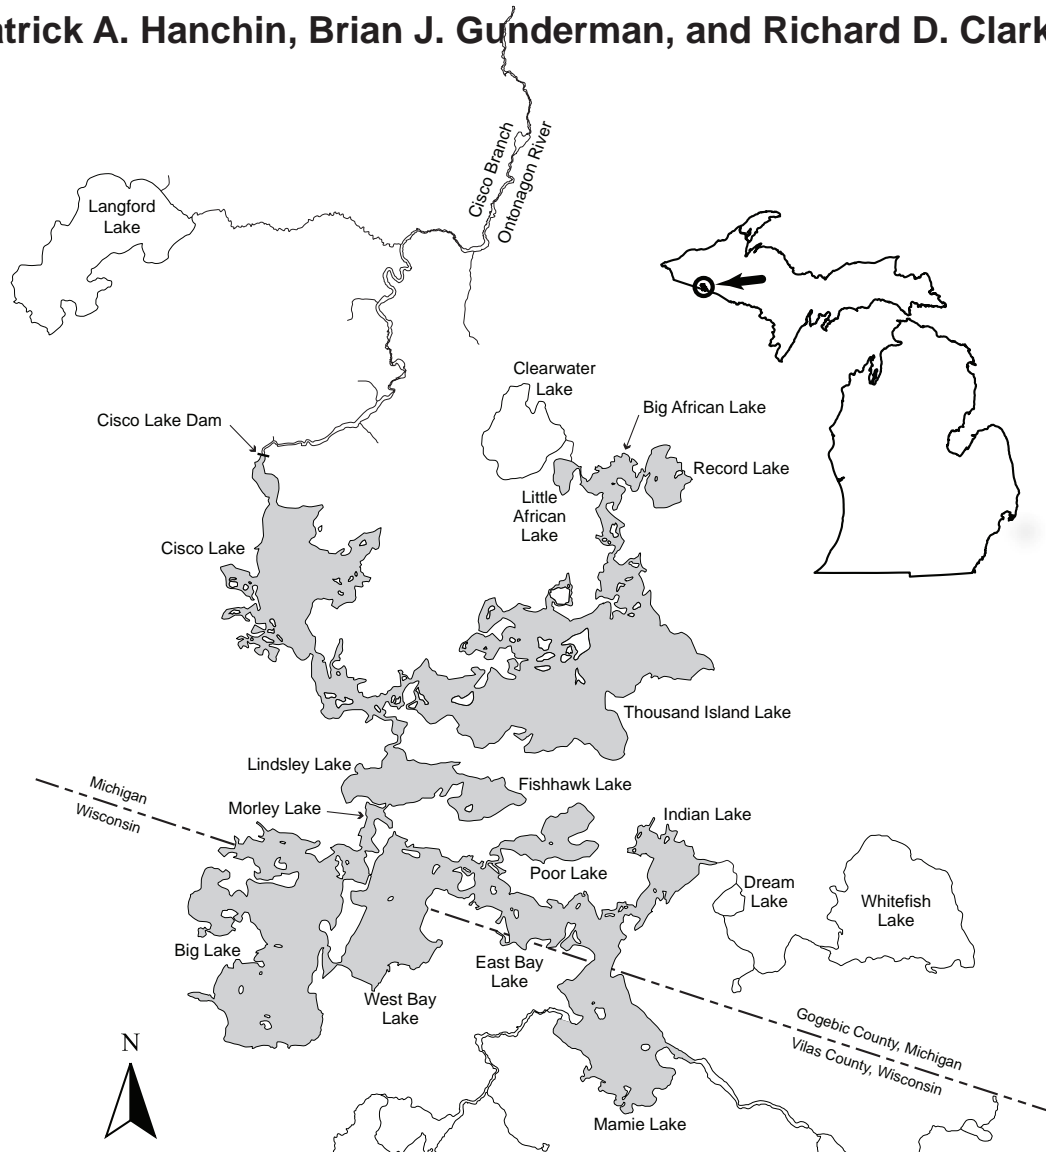 Patrick A. Hanchin, Brian J. Gunderman, and Richard D. Clark
Cisco Branch
Ontonagon River
Langford
Lake
Clearwater
Lake
Big African Lake
Cisco Lake Dam
Record Lake
Little
African
Lake
Cisco Lake
Thousand Island Lake
Lindsley Lake
Fishhawk Lake
Michigan
Wisconsin
Morley Lake
Indian Lake
Poor Lake
Dream
Lake
Whitefish
Lake
Big Lake
East Bay
Lake
West Bay
Lake
Gogebic County, Michigan
Vilas County, Wisconsin
N
Mamie Lake